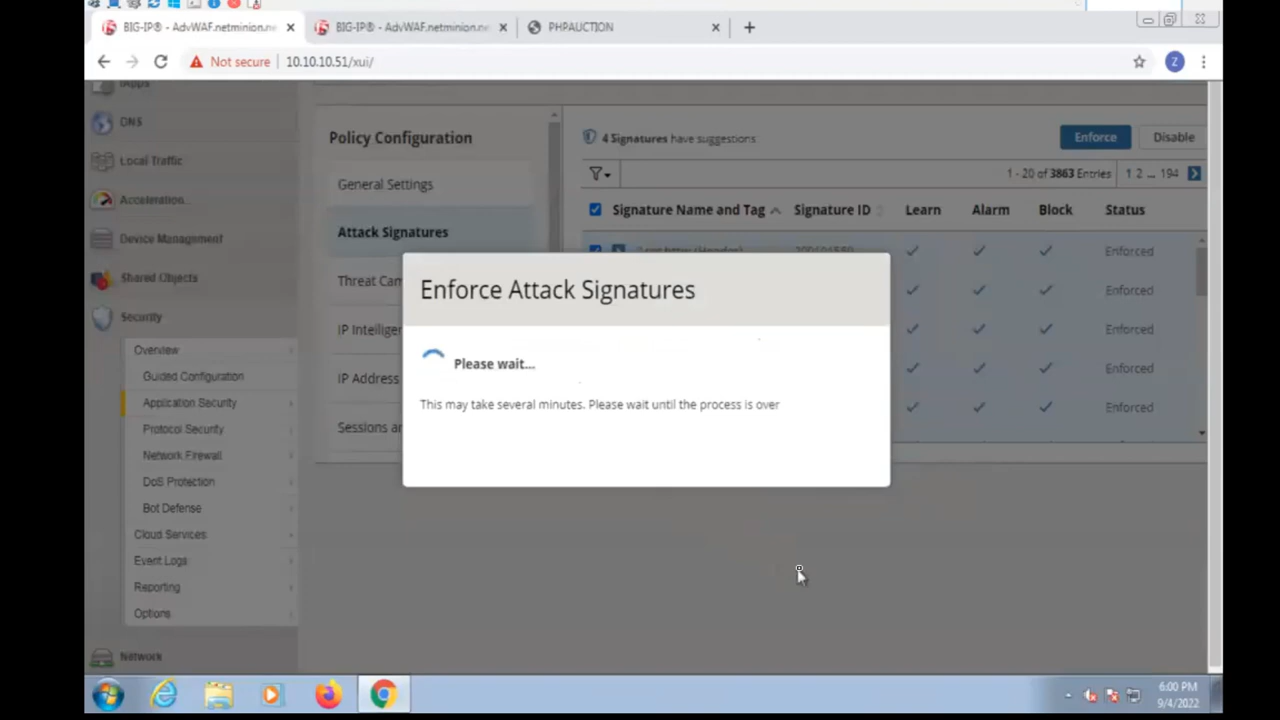 BIG-IP® - AdvWAF.netminion.ne
BIG-IP® - AdvWAF.netminion.ne
PHPAUCTION
Not secure
10.10.10.51/xui/
Z
iApps
DNS
Local Traffic
Acceleration
Device Management
Shared Objects
Security
Overview
Guided Configuration
Application Security
Protocol Security
Network Firewall
DoS Protection
Bot Defense
Cloud Services
Event Logs
Reporting
Options
Network
Policy Configuration
General Settings
Attack Signatures
Threat Cam
IP Intelliger
IP Address
Sessions ar
4 Signatures have suggestions
Enforce
Disable
1 - 20 of 3863 Entries
1 2 ... 194
Signature Name and Tag
Signature ID
Learn
Alarm
Block
Status
Enforced
Enforced
Enforced
Enforced
Enforced
Enforce Attack Signatures
Please wait...
This may take several minutes. Please wait until the process is over
6:00 PM
9/4/2022